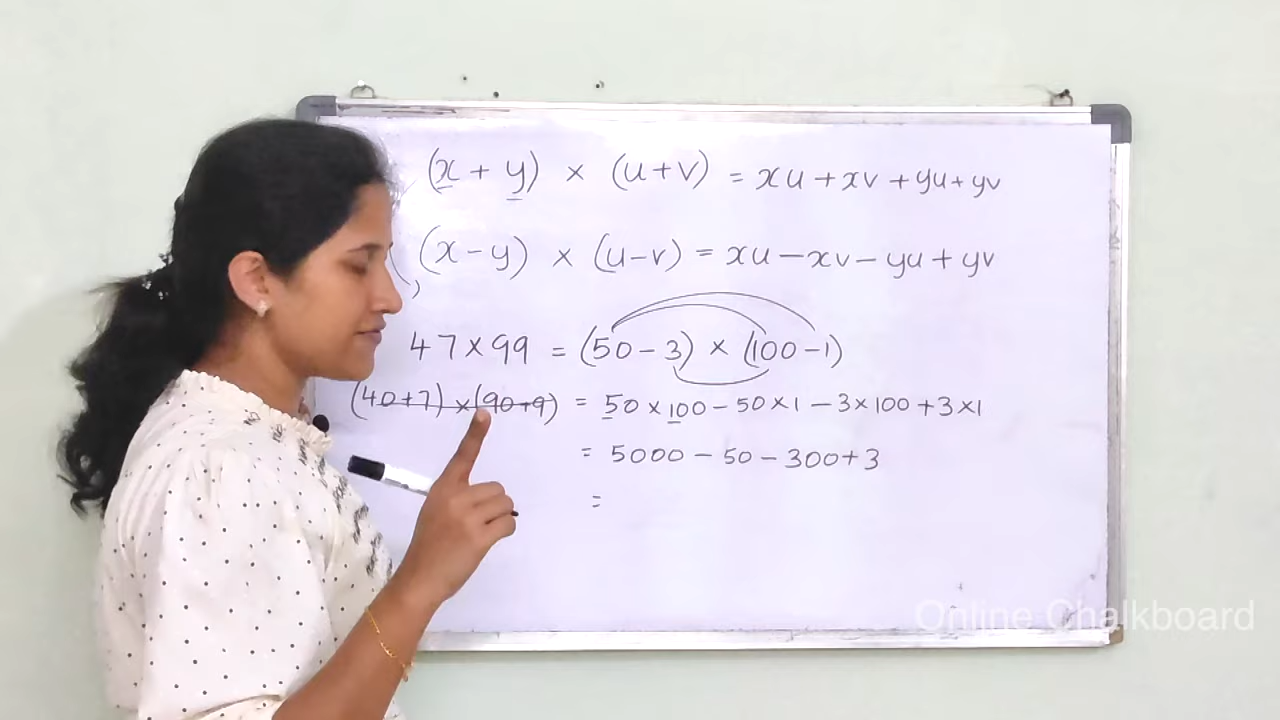 (x + y) × (u+v) = xu + xv + yu + yv
(x - y) × (u - v) = xu - xv - yu + yv
47×99 = (50 - 3) × (100 - 1)
(40+7) × (90+9) = 50×100 - 50×1 - 3×100 + 3×1
= 5000 - 50 - 300 + 3
=
Online Chalkboard